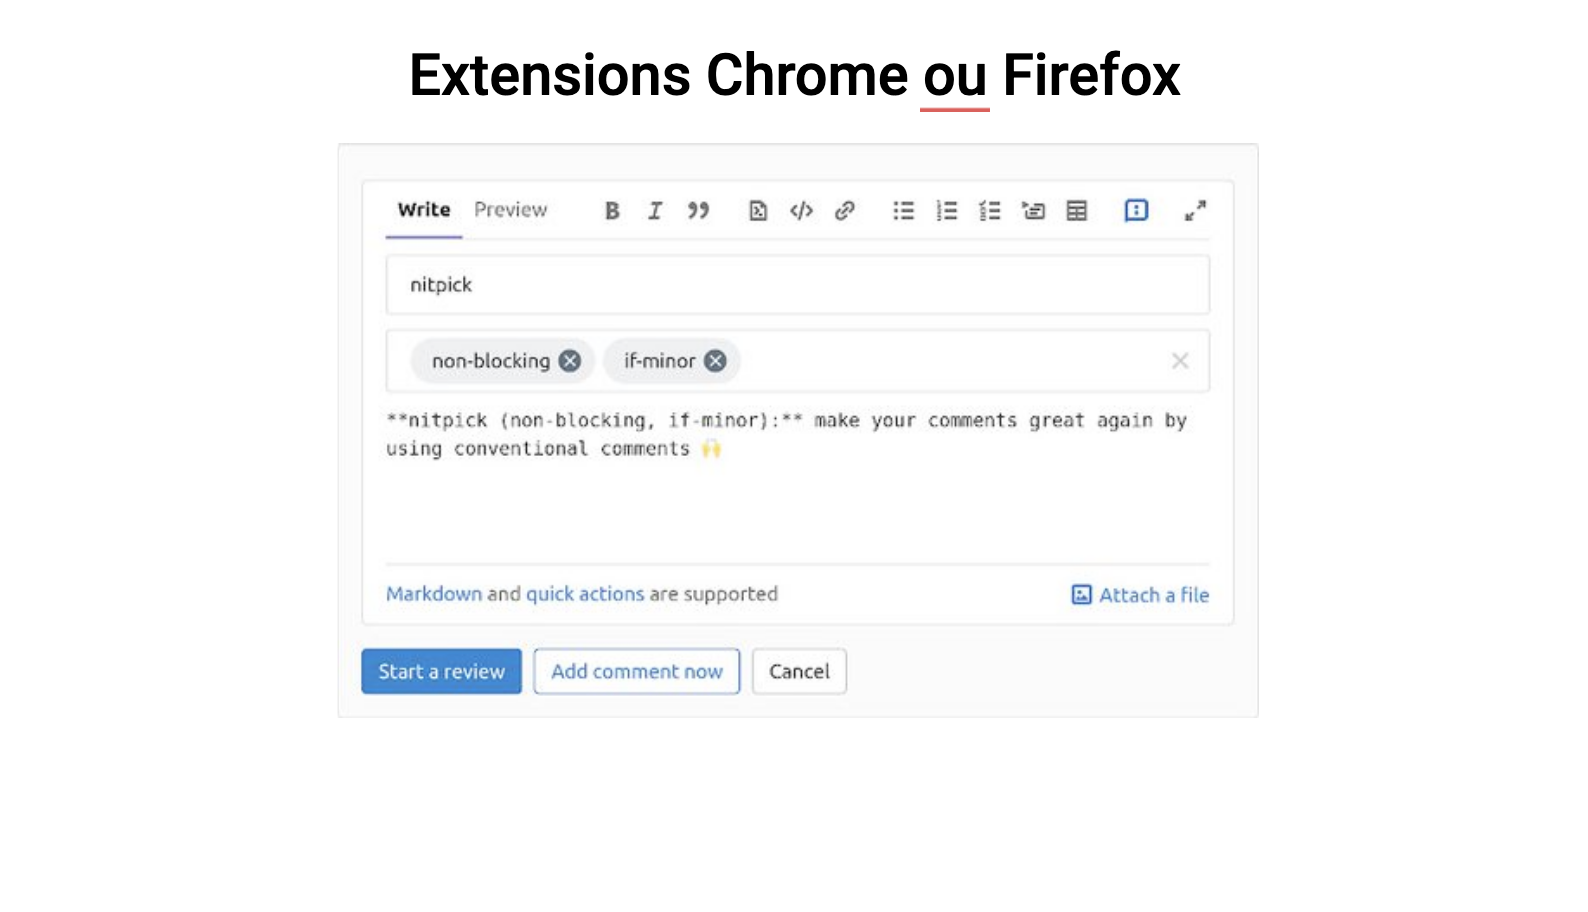 Extensions Chrome ou Firefox
Write Preview
nitpick
non-blocking if-minor
**nitpick (non-blocking, if-minor):** make your comments great again by
using conventional comments 🙌
Markdown and quick actions are supported
Attach a file
Start a review Add comment now Cancel